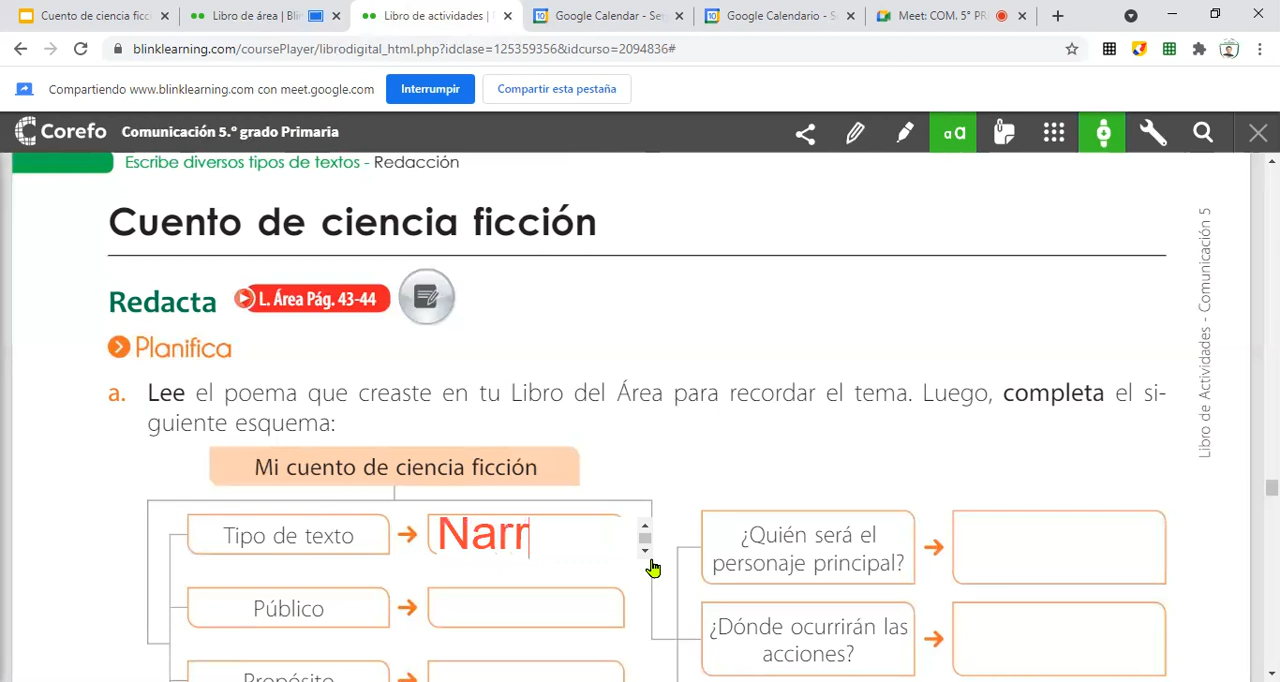 Cuento de ciencia ficci
Libro de área | Blin
Libro de actividades |
Google Calendar - Se
Google Calendario - S
Meet: COM. 5° PR
blinklearning.com/coursePlayer/librodigital_html.php?idclase=125359356&idcurso=2094836#
Compartiendo www.blinklearning.com con meet.google.com
Interrumpir
Compartir esta pestaña
Corefo
Comunicación 5.º grado Primaria
aa
Escribe diversos tipos de textos - Redacción
Cuento de ciencia ficción
Redacta
L. Área Pág. 43-44
Planifica
a. Lee el poema que creaste en tu Libro del Área para recordar el tema. Luego, completa el si-
guiente esquema:
Mi cuento de ciencia ficción
Tipo de texto
Narr
¿Quién será el
personaje principal?
Público
¿Dónde ocurrirán las
acciones?
Propósito
Libro de Actividades - Comunicación 5